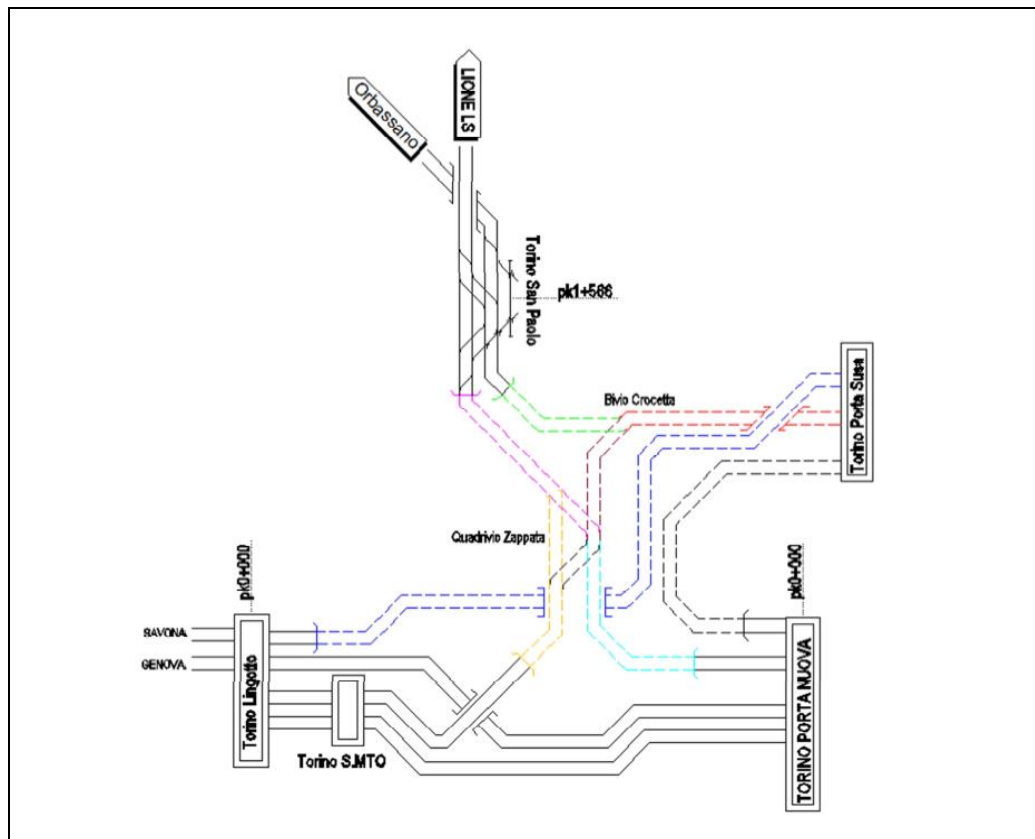 LIONE LS
Orbassano
Torino San Paolo
pk1+566
Bivio Crocetta
Torino Porta Susa
Quadrivio Zappata
pk0+000
pk0+000
SAVONA
GENOVA
Torino Lingotto
Torino S.MTO
TORINO PORTA NUOVA